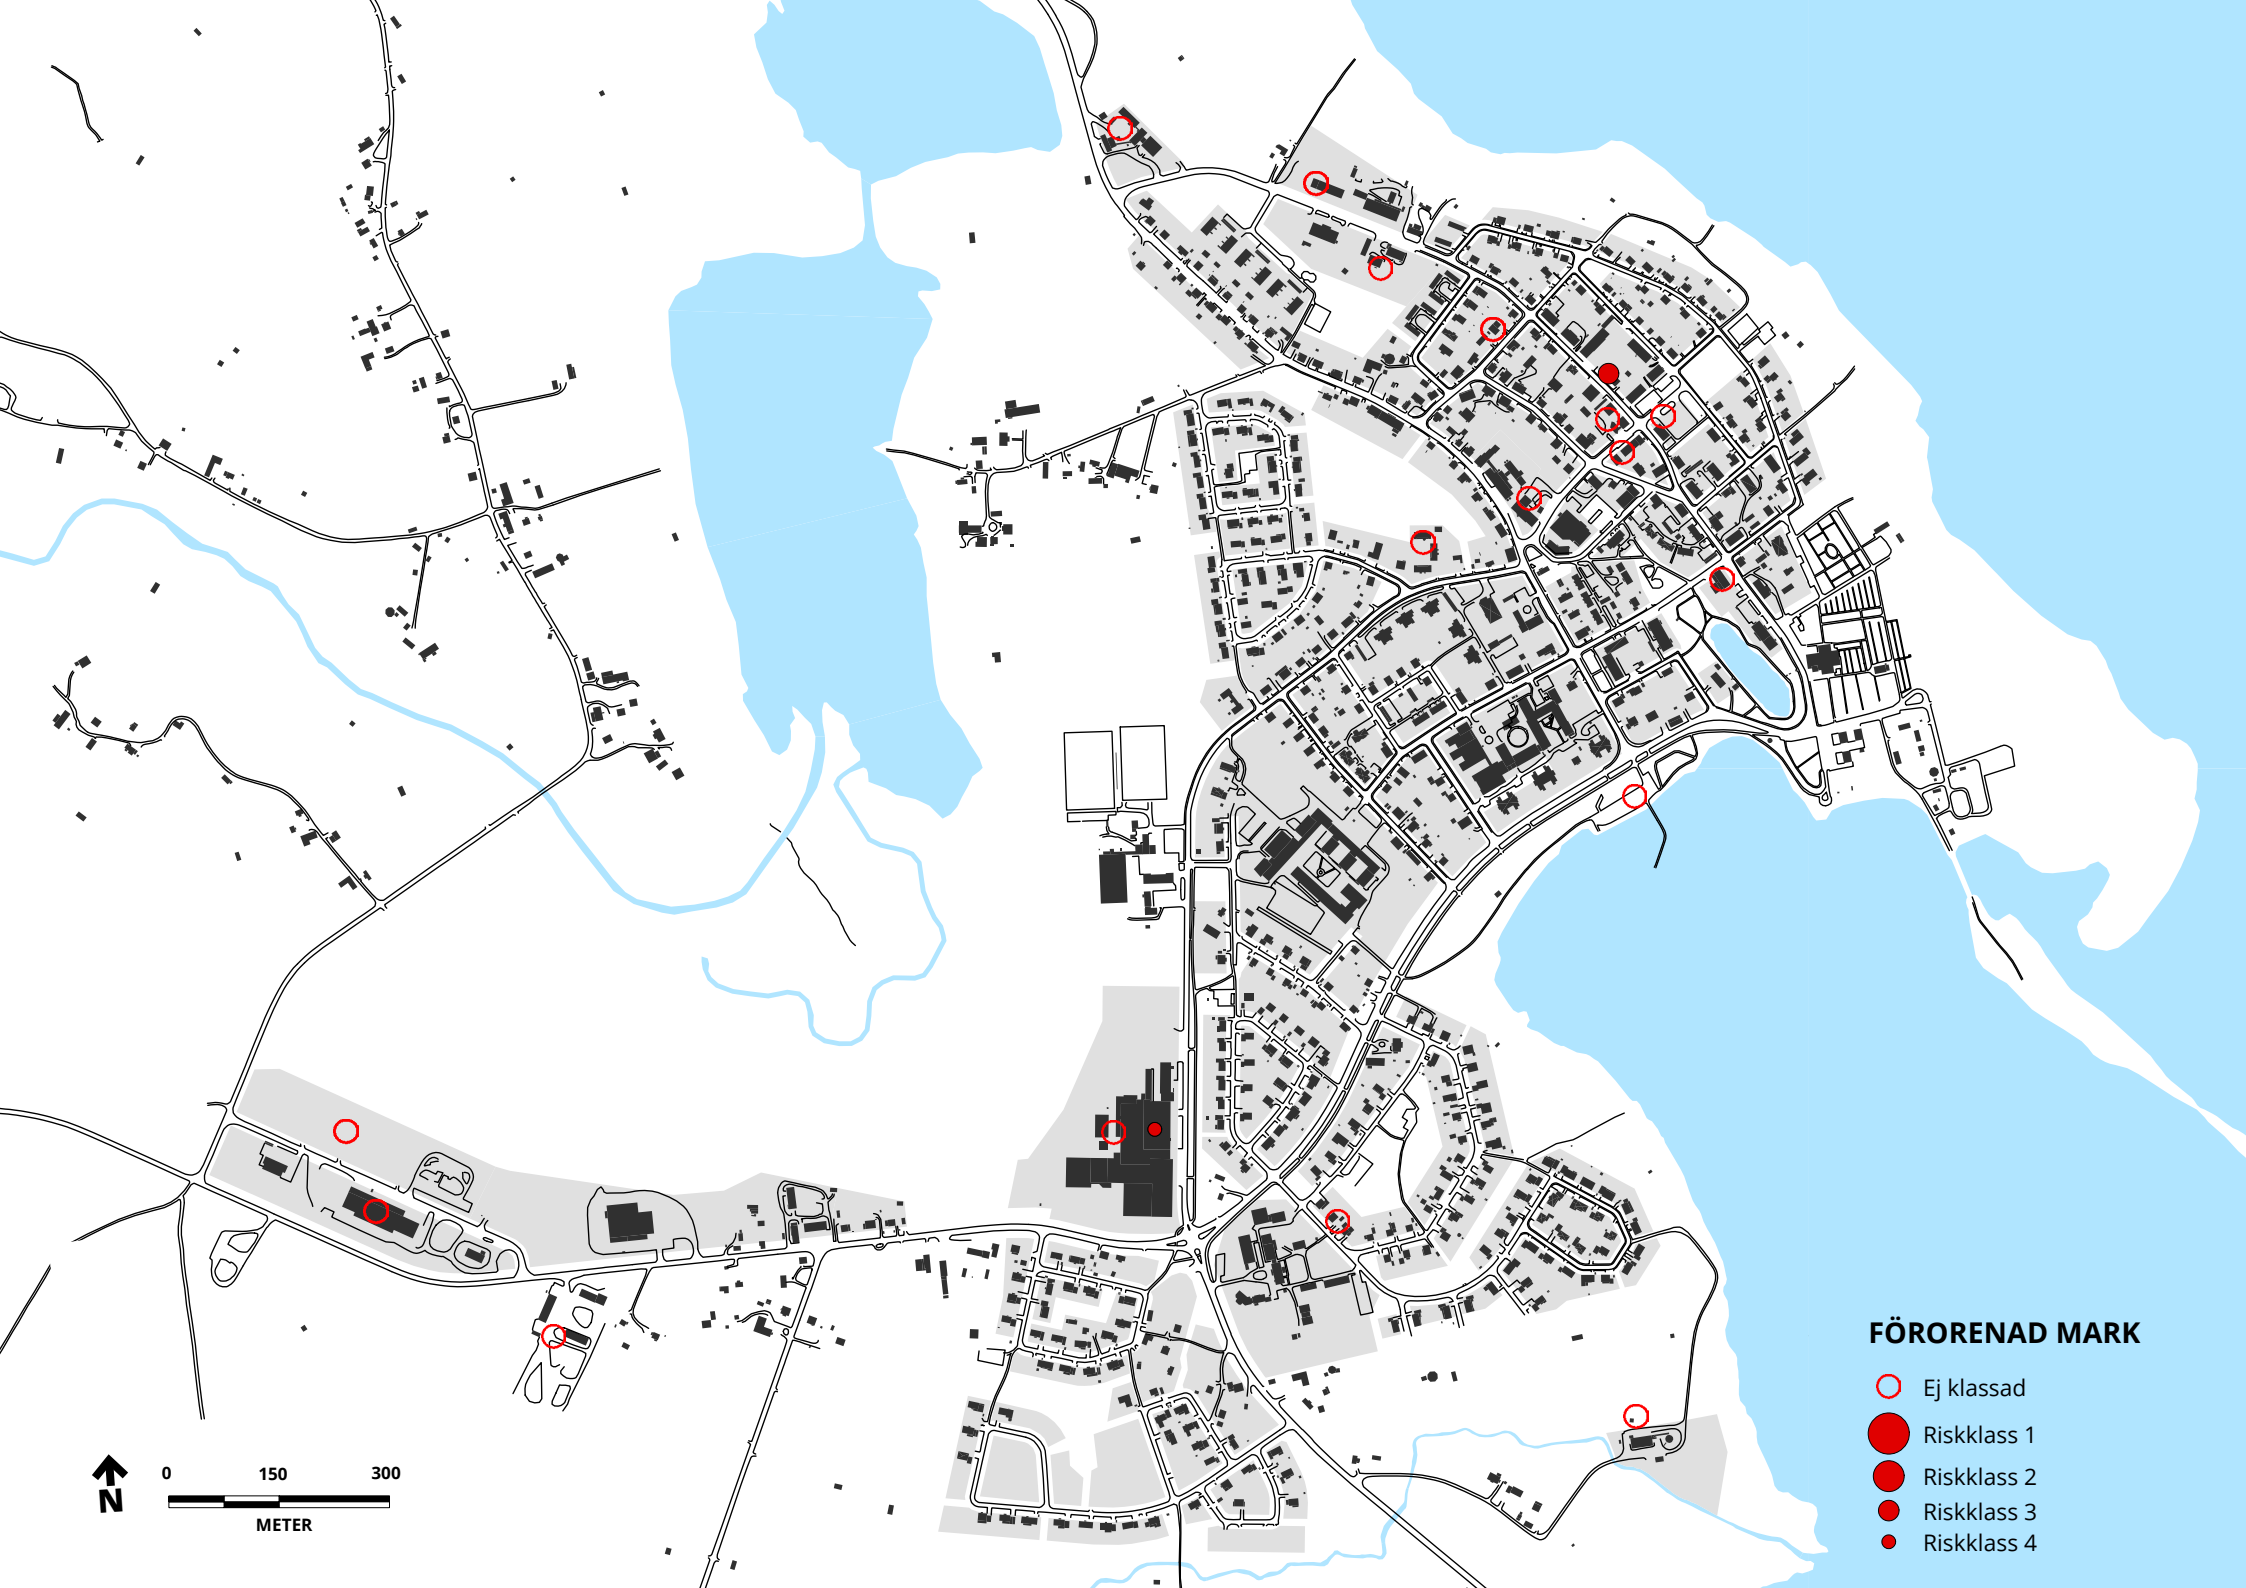 FÖRORENAD MARK
Ej klassad
Riskklass 1
Riskklass 2
Riskklass 3
Riskklass 4
0 150 300
METER
N